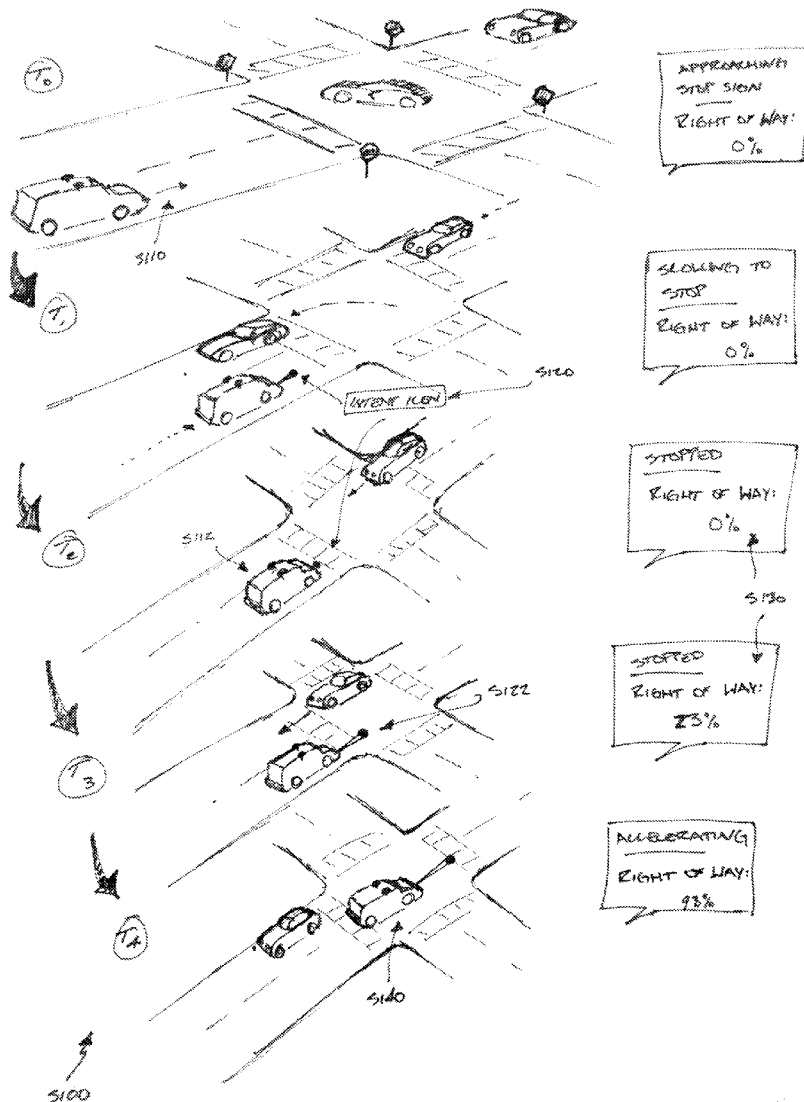 T0
APPROACHING
STOP SIGN
RIGHT OF WAY:
0%
S110
T1
SLOWING TO
STOP
RIGHT OF WAY:
0%
INTENT ICON
S120
T2
S112
STOPPED
RIGHT OF WAY:
0%
S130
T3
S122
STOPPED
RIGHT OF WAY:
23%
T4
ACCELERATING
RIGHT OF WAY:
93%
S140
S100